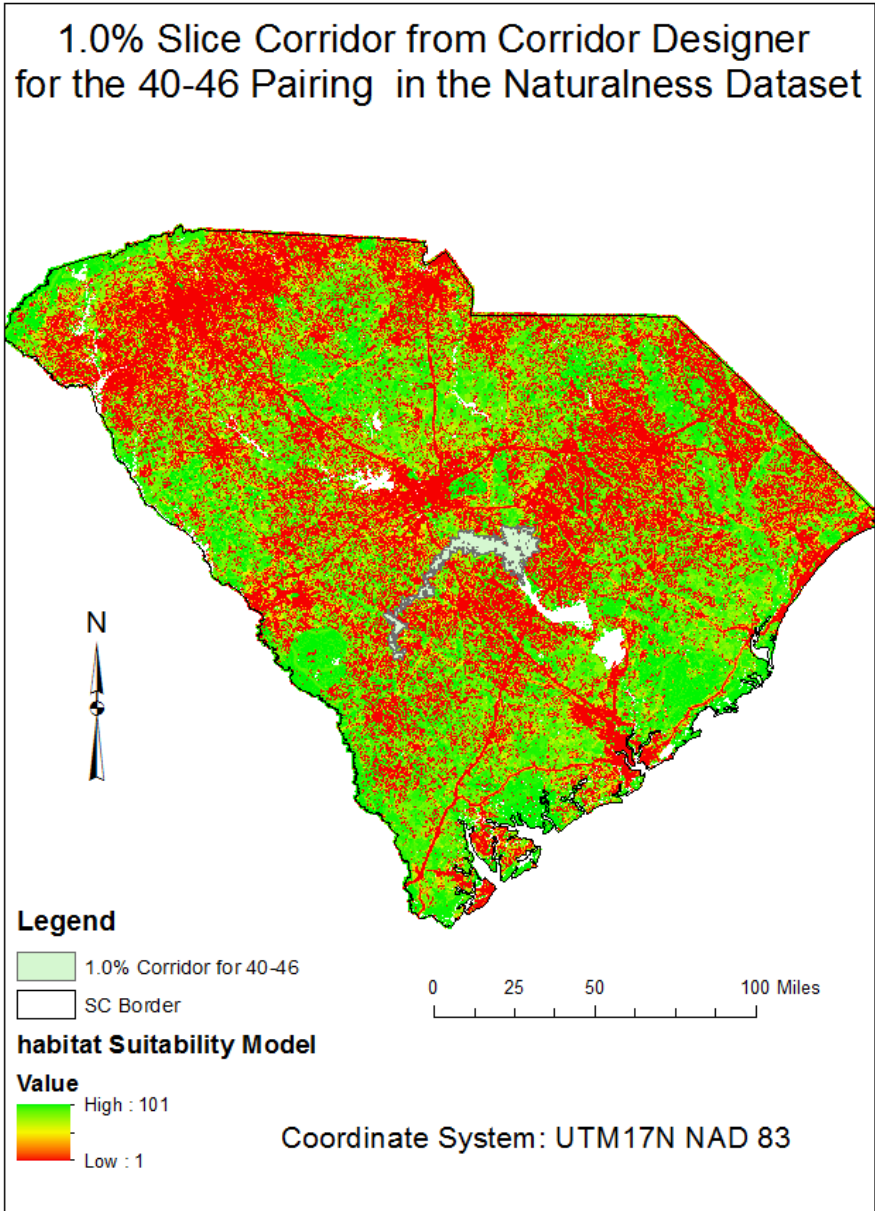 1.0% Slice Corridor from Corridor Designer
for the 40-46 Pairing in the Naturalness Dataset
N
Legend
1.0% Corridor for 40-46
SC Border
habitat Suitability Model
Value
High : 101
Low : 1
0 25 50 100 Miles
Coordinate System: UTM17N NAD 83